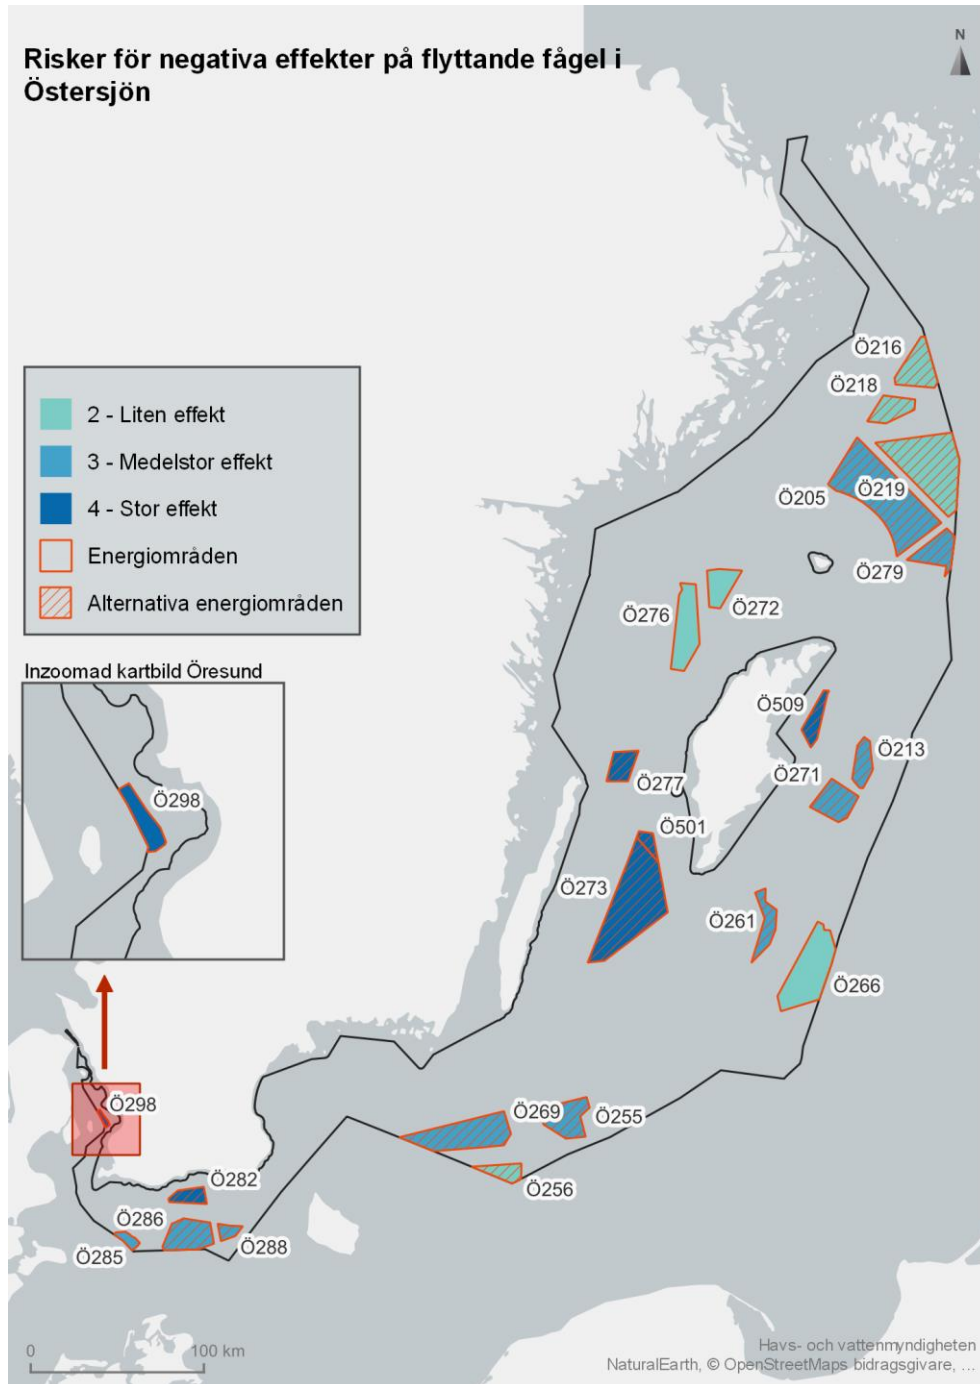 Risker för negativa effekter på flyttande fågel i
Östersjön
N
2 - Liten effekt
3 - Medelstor effekt
4 - Stor effekt
Energiområden
Alternativa energiområden
Inzoomad kartbild Öresund
Ö298
Ö216
Ö218
Ö219
Ö205
Ö279
Ö272
Ö276
Ö509
Ö213
Ö271
Ö277
Ö501
Ö273
Ö261
Ö266
Ö298
Ö269
Ö255
Ö256
Ö282
Ö286
Ö288
Ö285
0 100 km
Havs- och vattenmyndigheten
NaturalEarth, © OpenStreetMaps bidragsgivare, ...